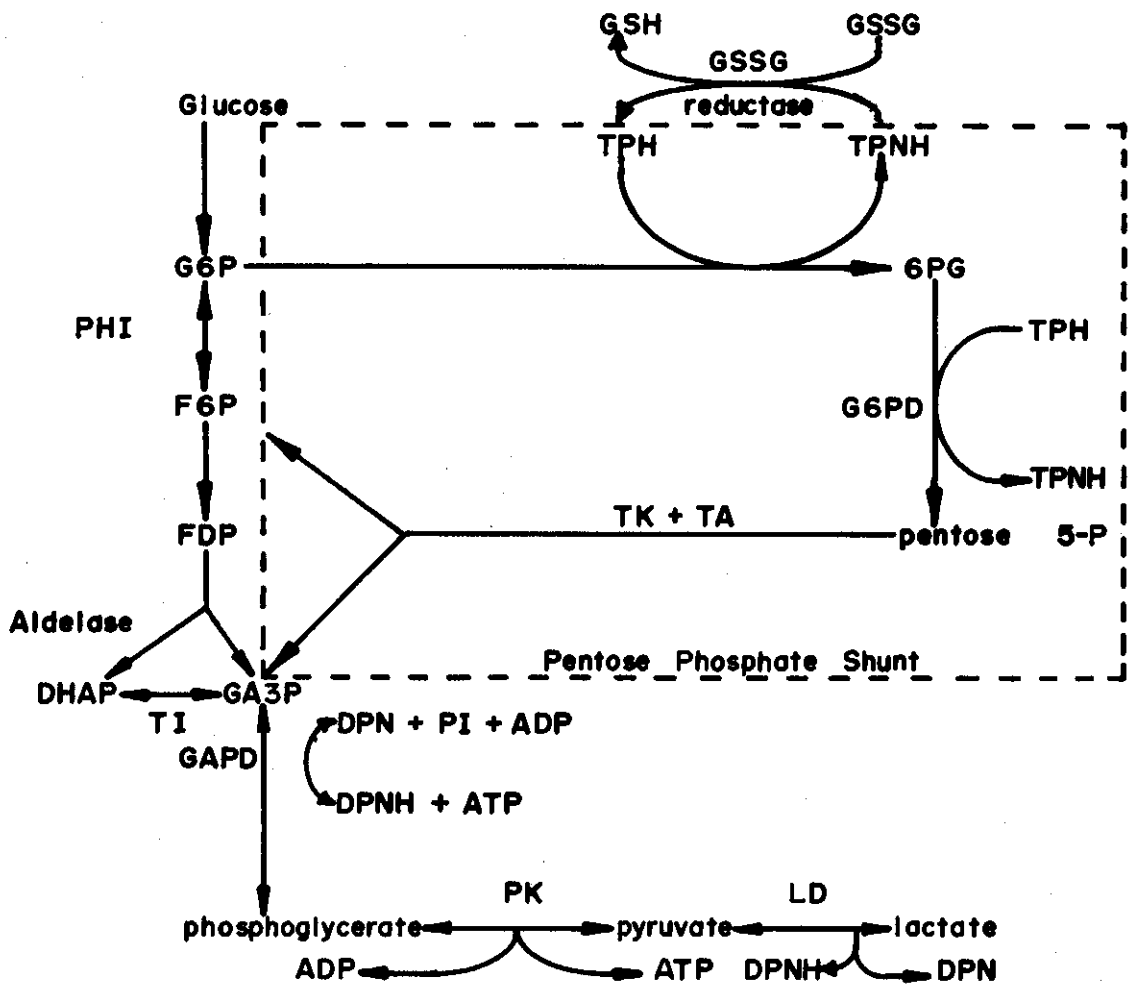 GSH GSSG
GSSG
reductase
Glucose
TPH TPNH
G6P 6PG
PHI TPH
F6P G6PD
TPNH
TK + TA
FDP pentose 5-P
Aldelase
Pentose Phosphate Shunt
DHAP GA3P
TI DPN + PI + ADP
GAPD
DPNH + ATP
PK LD
phosphoglycerate pyruvate lactate
ADP ATP DPNH DPN